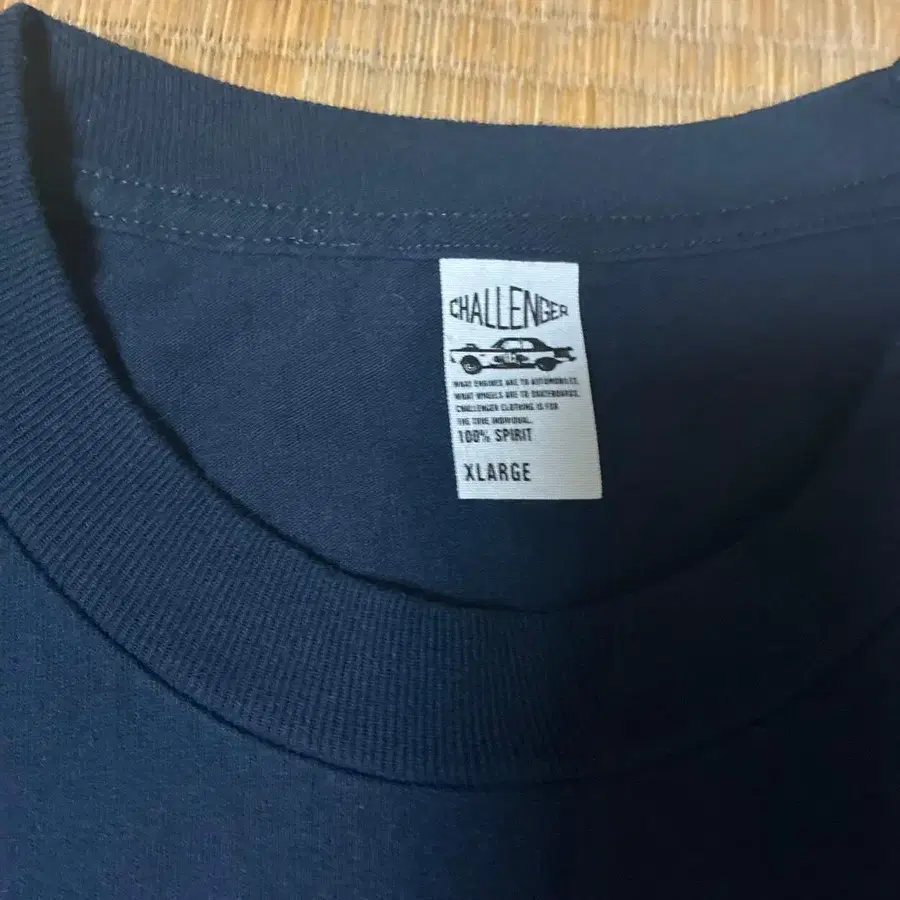 CHALLENGER
WHAT ENGINES ARE TO AUTOMOBILES,
WHAT WHEELS ARE TO SKATEBOARDS,
CHALLENGER CLOTHING IS FOR
THE TRUE INDIVIDUAL.
100% SPIRIT
XLARGE